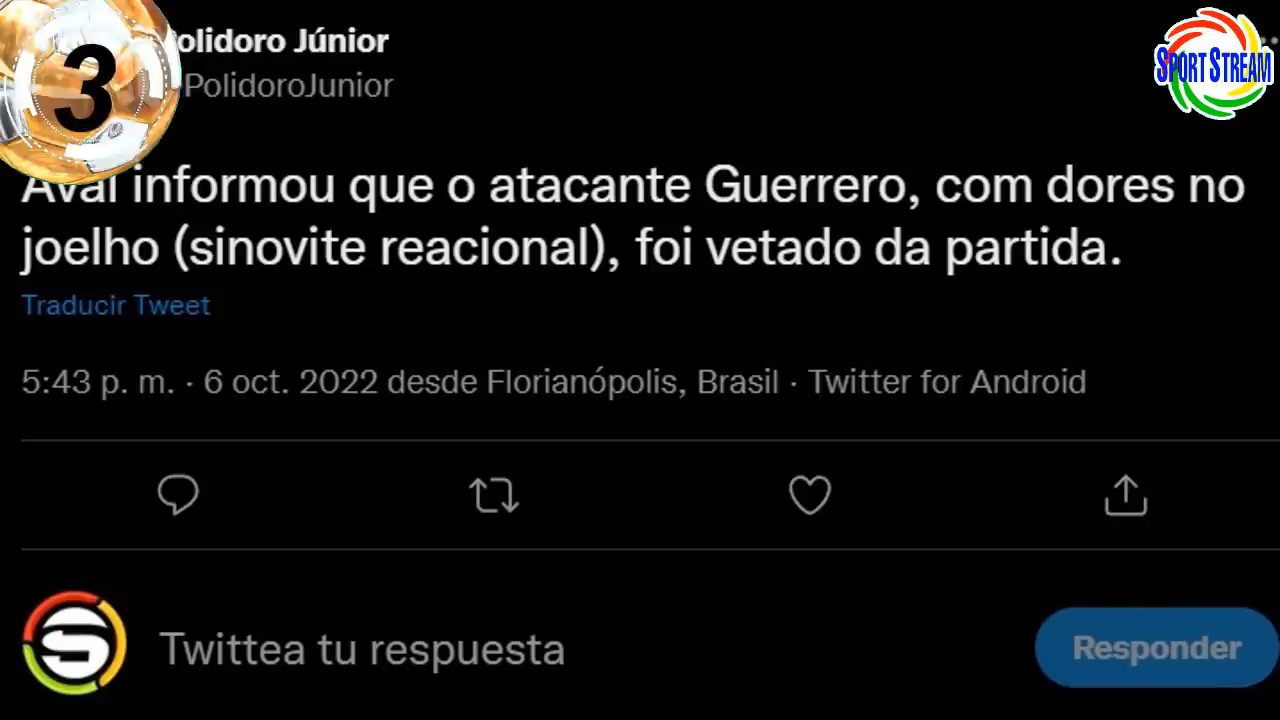 3
olidoro Júnior
SPORT STREAM
PolidoroJunior
Avaí informou que o atacante Guerrero, com dores no
joelho (sinovite reacional), foi vetado da partida.
Traducir Tweet
5:43 p. m. · 6 oct. 2022 desde Florianópolis, Brasil · Twitter for Android
S
Twittea tu respuesta
Responder